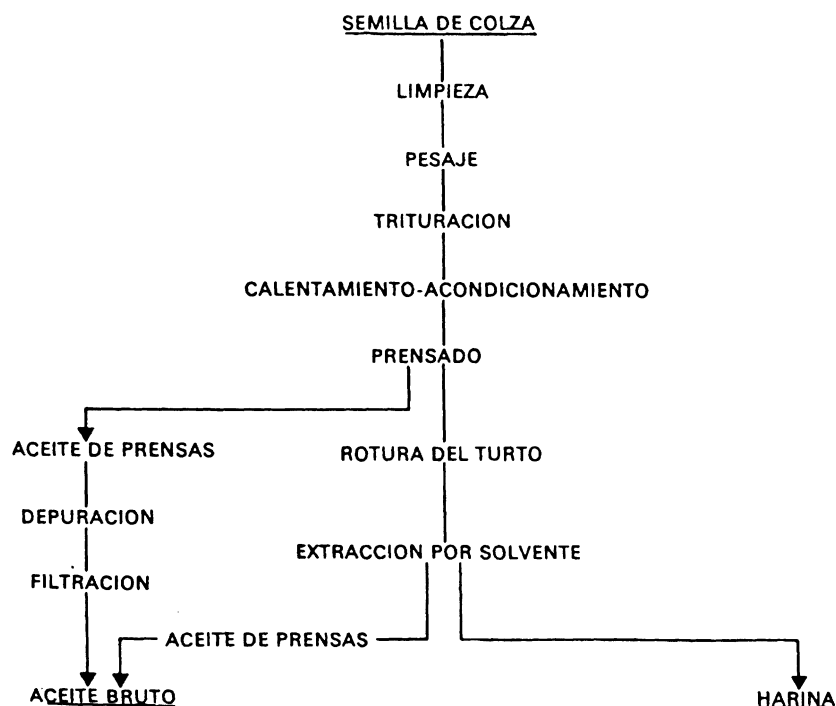 SEMILLA DE COLZA
LIMPIEZA
PESAJE
TRITURACION
CALENTAMIENTO-ACONDICIONAMIENTO
PRENSADO
ACEITE DE PRENSAS
ROTURA DEL TURTO
DEPURACION
EXTRACCION POR SOLVENTE
FILTRACION
ACEITE DE PRENSAS
ACEITE BRUTO
HARINA